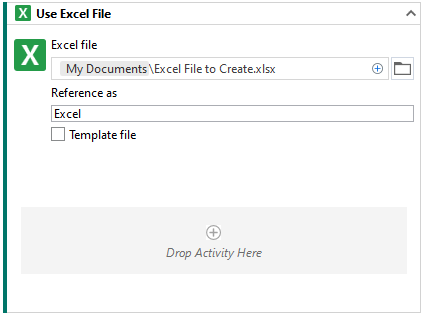 Use Excel File
Excel file
My Documents\Excel File to Create.xlsx
Reference as
Excel
Template file
Drop Activity Here